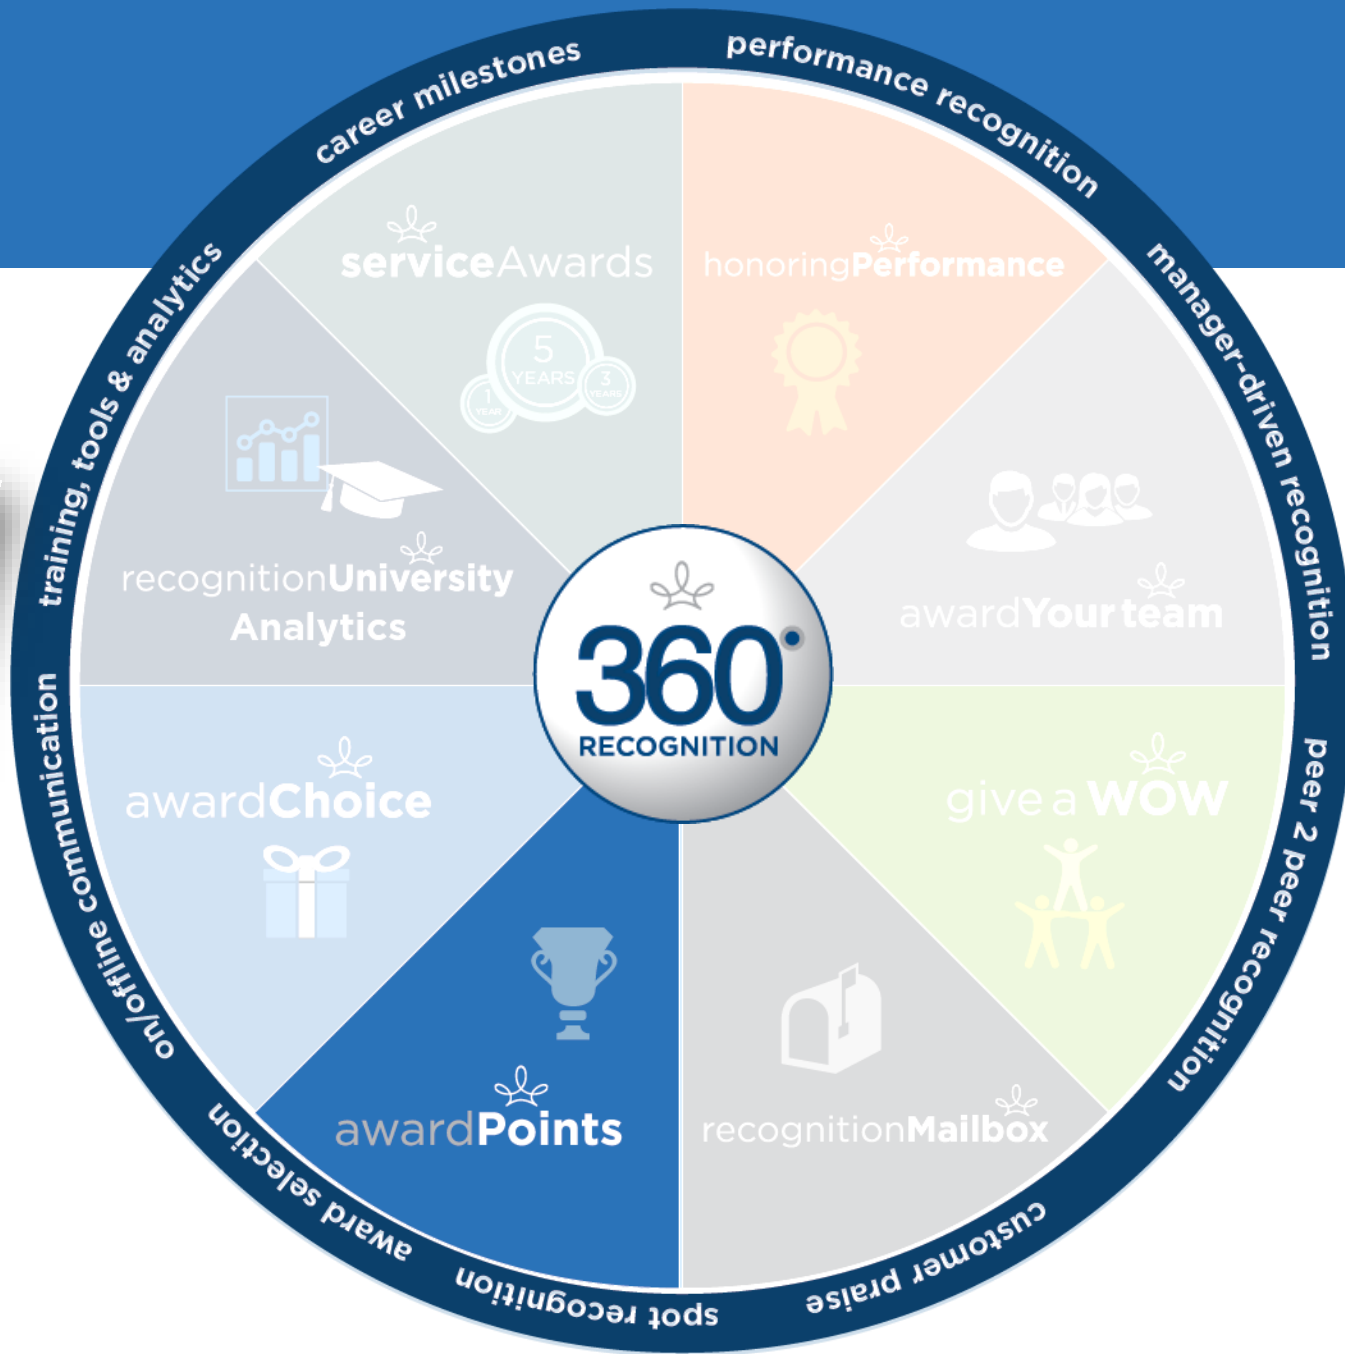 career milestones
performance recognition
manager-driven recognition
peer 2 peer recognition
customer praise
spot recognition
award selection
on/offline communication
training, tools & analytics
serviceAwards
5
YEARS
1
YEAR
3
YEARS
honoringPerformance
awardYour team
give a WOW
recognitionMailbox
awardPoints
awardChoice
recognitionUniversity
Analytics
360°
RECOGNITION